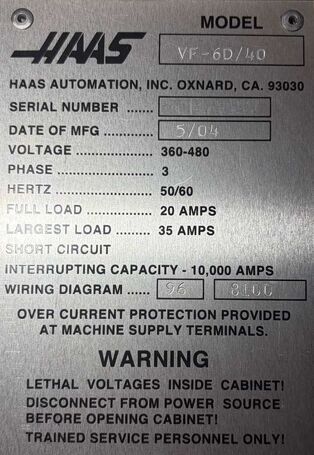 MODEL
HAAS VF-6D/40
HAAS AUTOMATION, INC. OXNARD, CA. 93030
SERIAL NUMBER ........
DATE OF MFG ........... 5/04
VOLTAGE .................. 360-480
PHASE ...................... 3
HERTZ ...................... 50/60
FULL LOAD ............... 20 AMPS
LARGEST LOAD ........ 35 AMPS
SHORT CIRCUIT
INTERRUPTING CAPACITY - 10,000 AMPS
WIRING DIAGRAM ...... 96 8100
OVER CURRENT PROTECTION PROVIDED
AT MACHINE SUPPLY TERMINALS.
WARNING
LETHAL VOLTAGES INSIDE CABINET!
DISCONNECT FROM POWER SOURCE
BEFORE OPENING CABINET!
TRAINED SERVICE PERSONNEL ONLY!